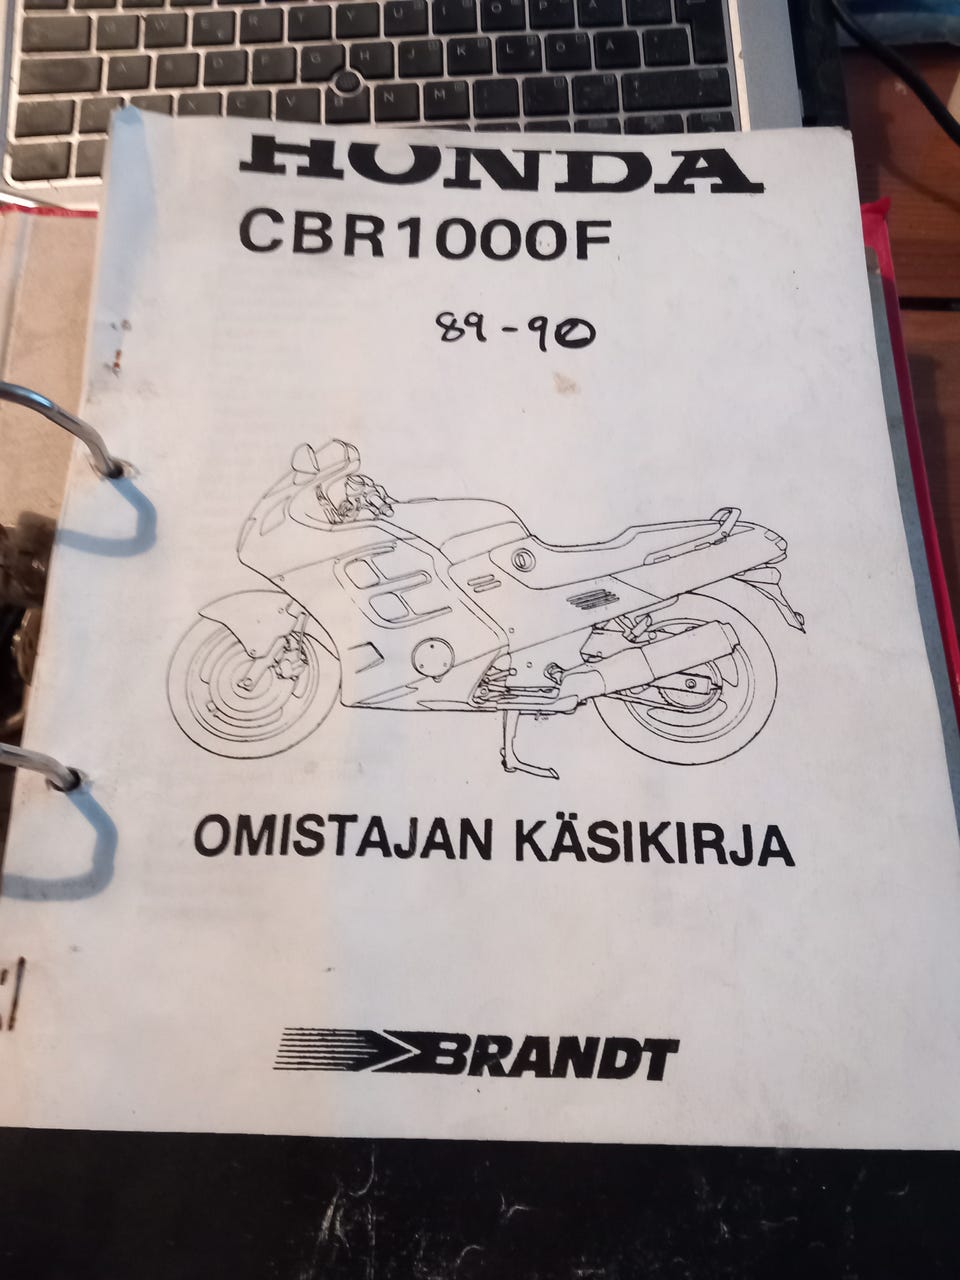 HONDA
CBR1000F
89-90
OMISTAJAN KÄSIKIRJA
BRANDT